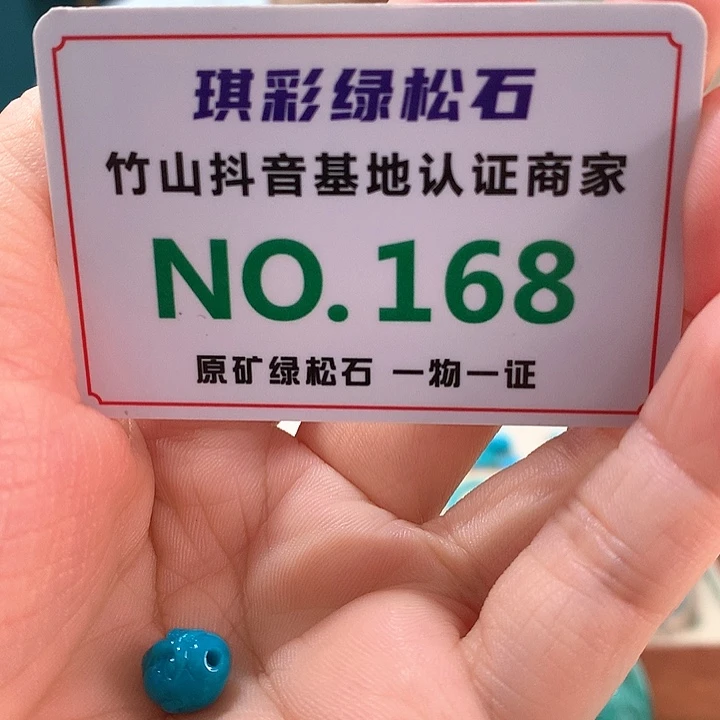 琪彩绿松石
竹山抖音基地认证商家
NO.168
原矿绿松石 一物一证